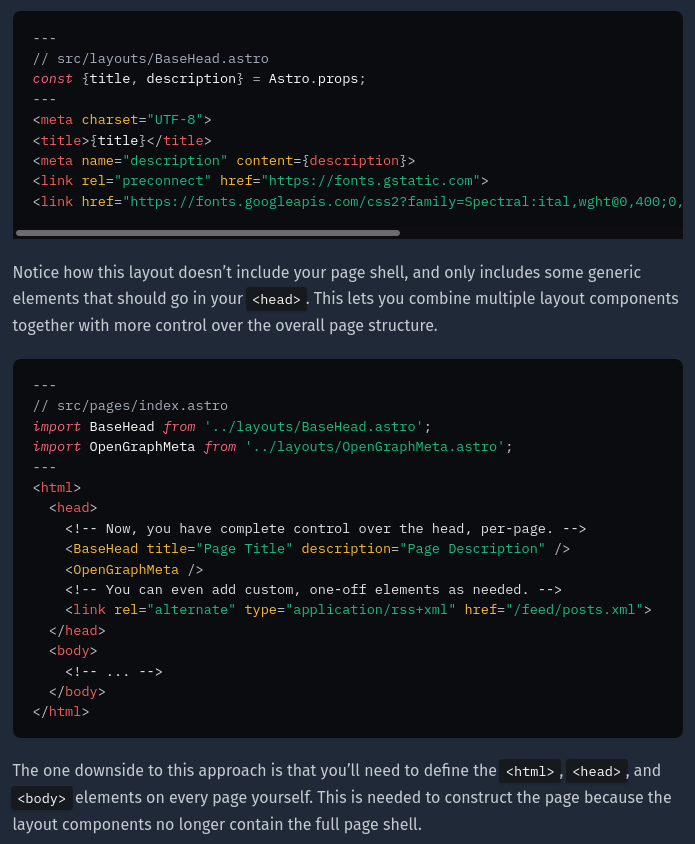 ---
// src/layouts/BaseHead.astro
const {title, description} = Astro.props;
---
<meta charset="UTF-8">
<title>{title}</title>
<meta name="description" content={description}>
<link rel="preconnect" href="https://fonts.gstatic.com">
<link href="https://fonts.googleapis.com/css2?family=Spectral:ital,wght@0,400;0,
Notice how this layout doesn’t include your page shell, and only includes some generic
elements that should go in your <head>. This lets you combine multiple layout components
together with more control over the overall page structure.
---
// src/pages/index.astro
import BaseHead from '../layouts/BaseHead.astro';
import OpenGraphMeta from '../layouts/OpenGraphMeta.astro';
---
<html>
  <head>
    <!-- Now, you have complete control over the head, per-page. -->
    <BaseHead title="Page Title" description="Page Description" />
    <OpenGraphMeta />
    <!-- You can even add custom, one-off elements as needed. -->
    <link rel="alternate" type="application/rss+xml" href="/feed/posts.xml">
  </head>
  <body>
    <!-- ... -->
  </body>
</html>
The one downside to this approach is that you’ll need to define the <html>, <head>, and
<body> elements on every page yourself. This is needed to construct the page because the
layout components no longer contain the full page shell.